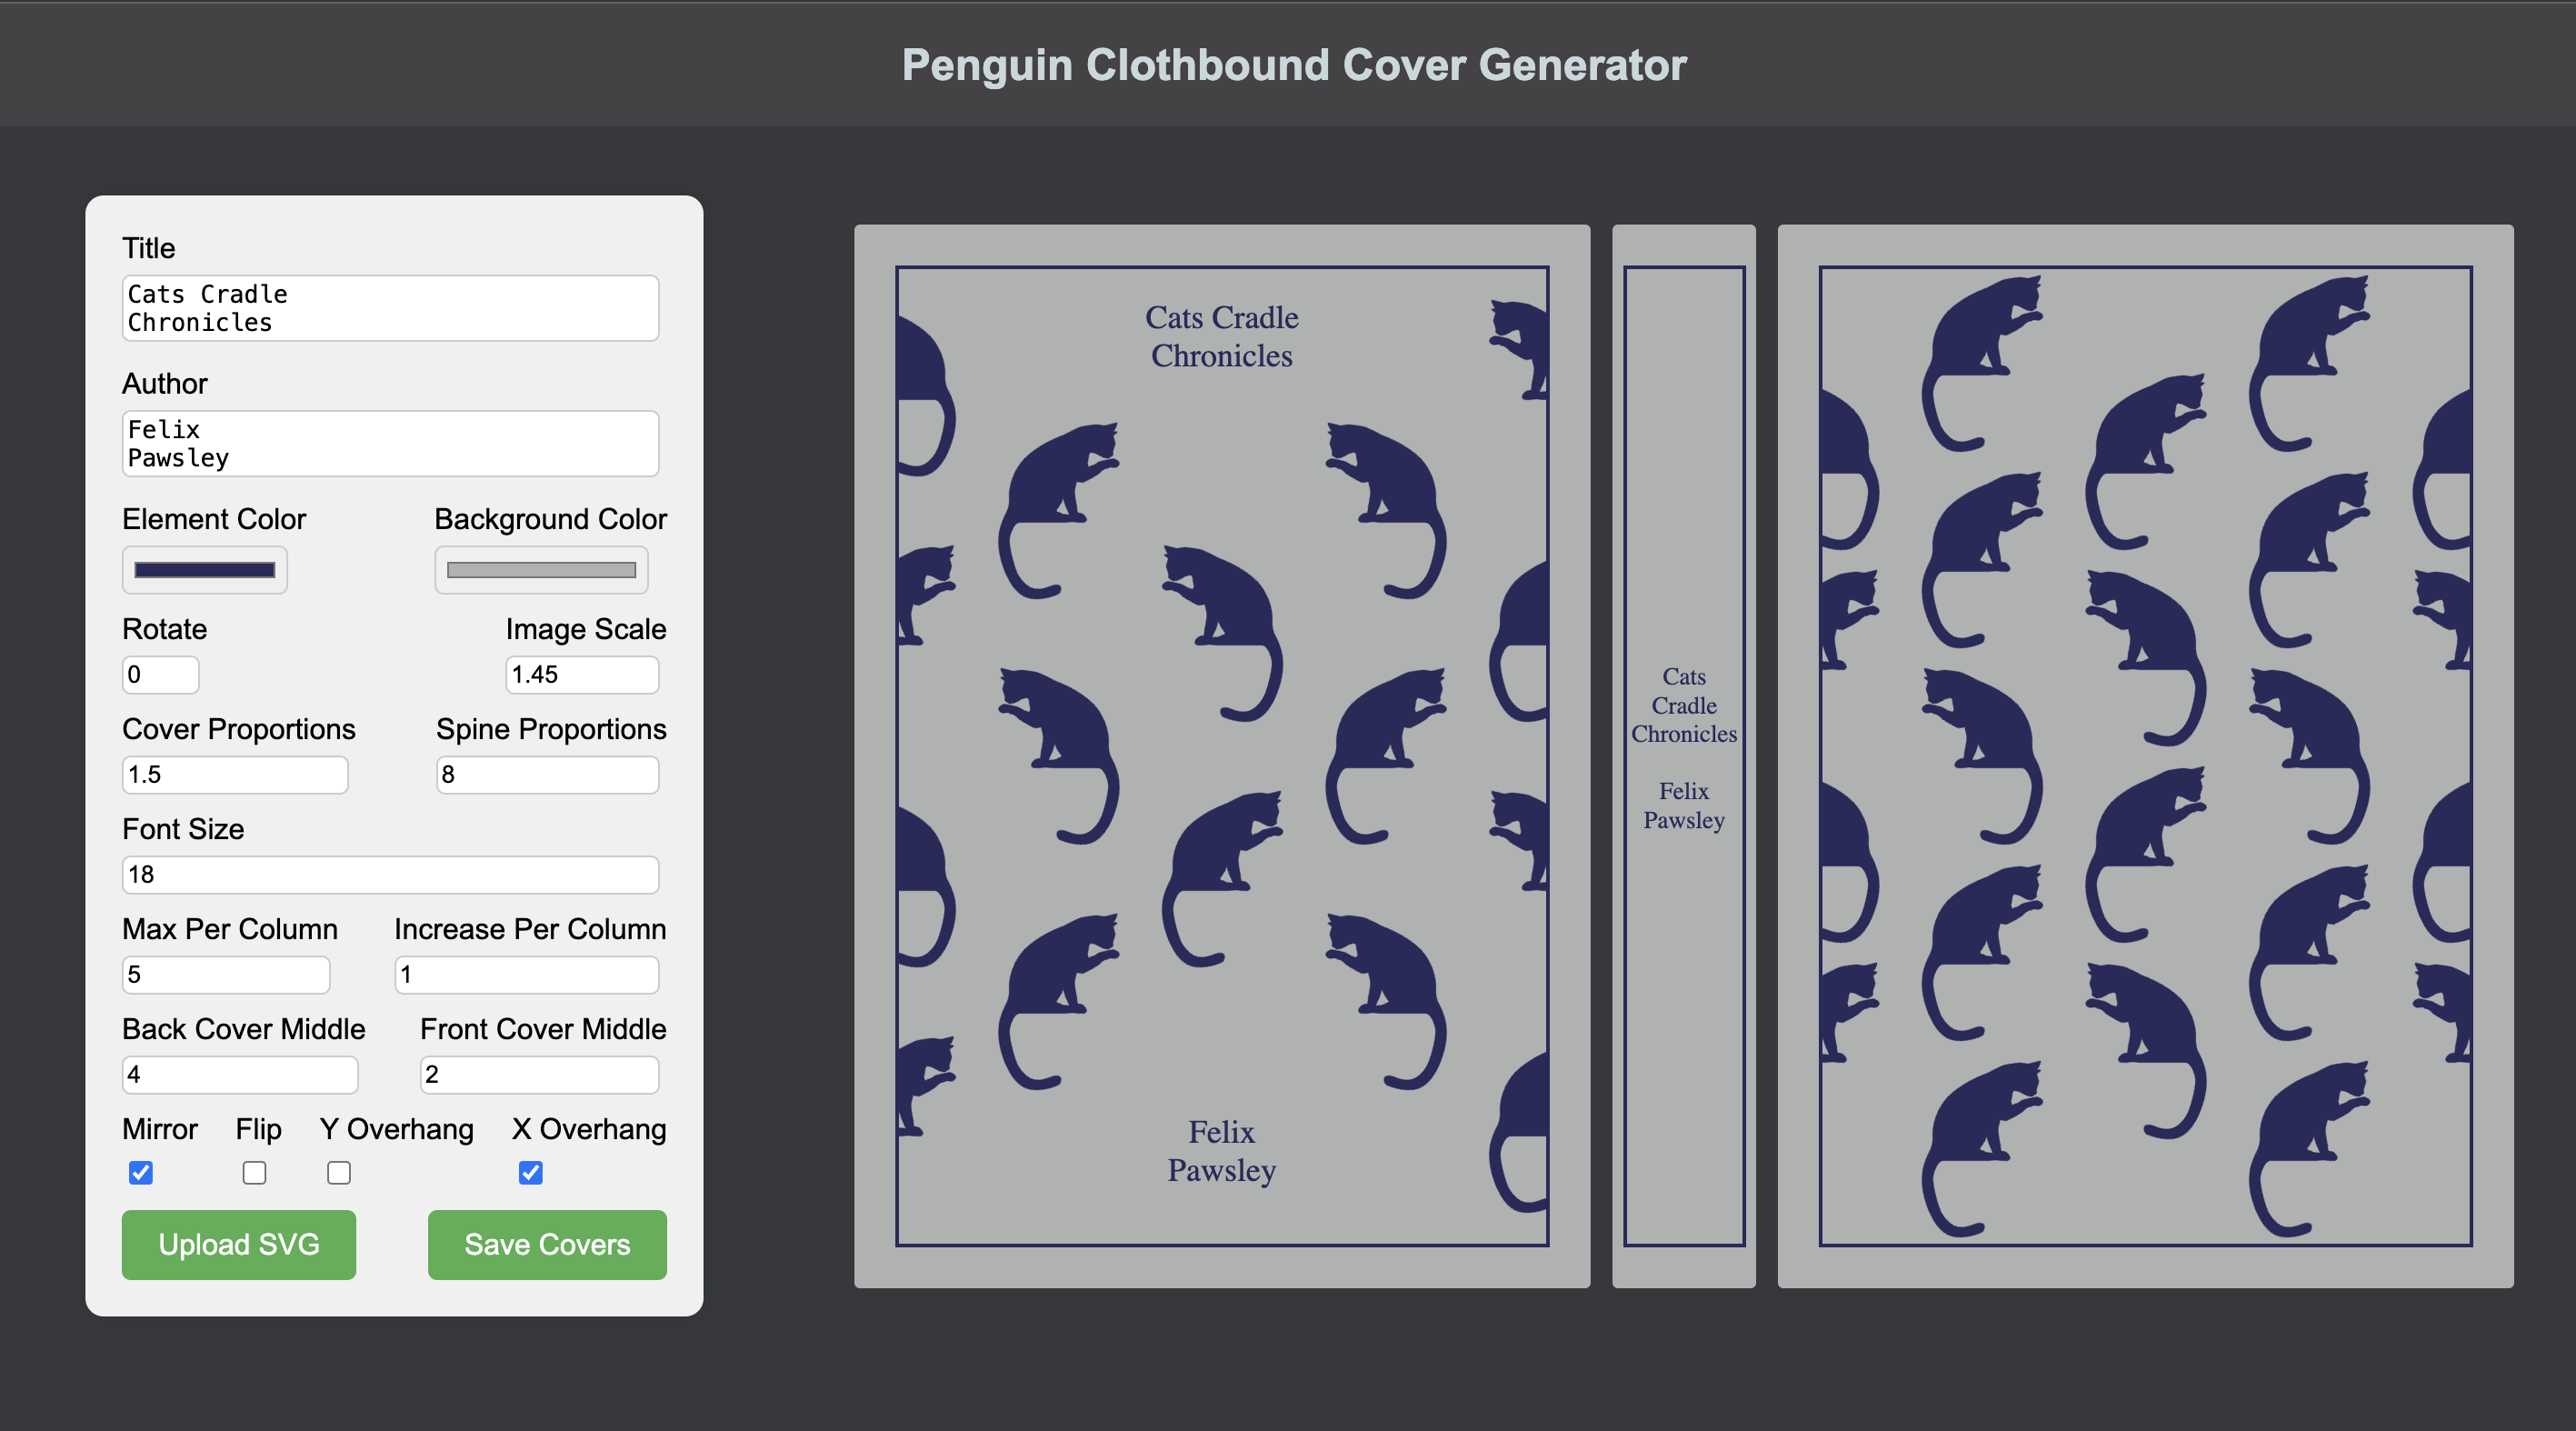 Penguin Clothbound Cover Generator
Title
Cats Cradle
Chronicles
Author
Felix
Pawsley
Element Color
Background Color
Rotate
Image Scale
0
1.45
Cover Proportions
Spine Proportions
1.5
8
Font Size
18
Max Per Column
Increase Per Column
5
1
Back Cover Middle
Front Cover Middle
4
2
Mirror
Flip
Y Overhang
X Overhang
Upload SVG
Save Covers
Cats Cradle
Chronicles
Felix
Pawsley
Cats
Cradle
Chronicles
Felix
Pawsley